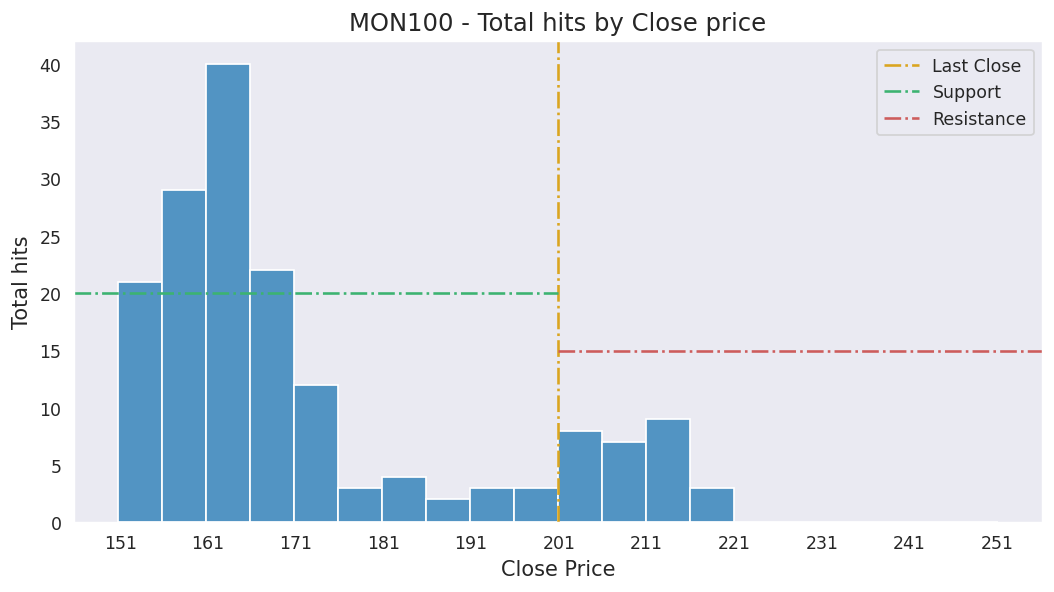 MON100 - Total hits by Close price
Total hits
40
35
30
25
20
15
10
5
0
Last Close
Support
Resistance
151 161 171 181 191 201 211 221 231 241 251
Close Price